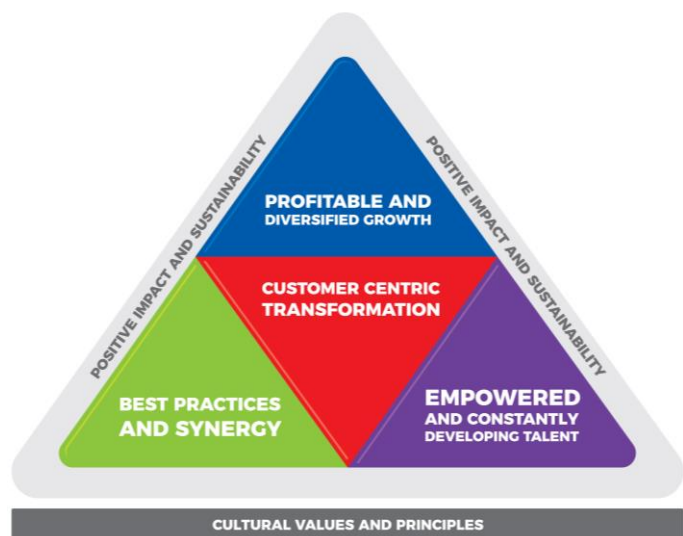 POSITIVE IMPACT AND SUSTAINABILITY
POSITIVE IMPACT AND SUSTAINABILITY
PROFITABLE AND
DIVERSIFIED GROWTH
CUSTOMER CENTRIC
TRANSFORMATION
BEST PRACTICES
AND SYNERGY
EMPOWERED
AND CONSTANTLY
DEVELOPING TALENT
CULTURAL VALUES AND PRINCIPLES